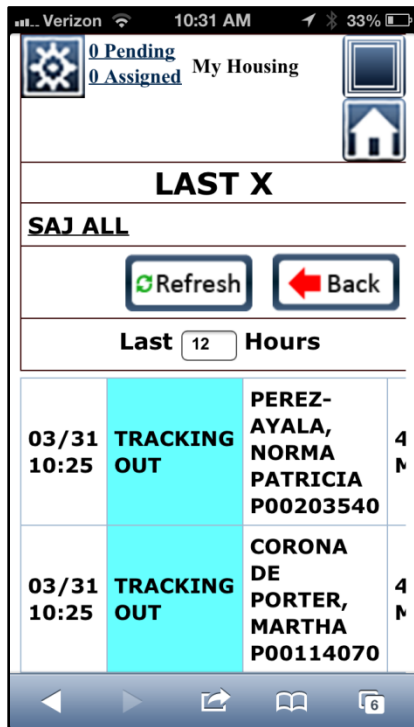 Verizon 10:31 AM 33%
0 Pending
0 Assigned
My Housing
LAST X
SAJ ALL
Refresh Back
Last 12 Hours
03/31
10:25
TRACKING
OUT
PEREZ-
AYALA,
NORMA
PATRICIA
P00203540
4
03/31
10:25
TRACKING
OUT
CORONA
DE
PORTER,
MARTHA
P00114070
4
6